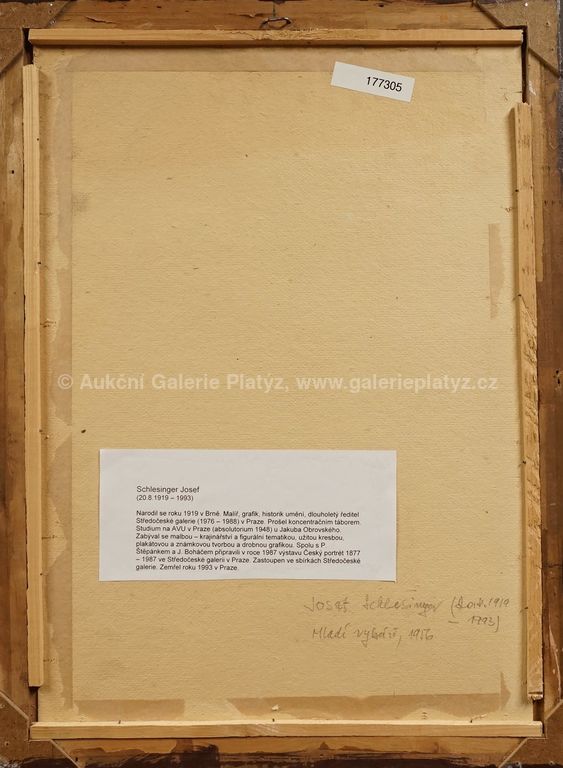 177305
© Aukční Galerie Platýz, www.galerieplatyz.cz
Schlesinger Josef
(20.8.1919 – 1993)
Narodil se roku 1919 v Brně. Malíř, grafik, historik umění, dlouholetý ředitel
Středočeské galerie (1976 – 1988) v Praze. Prošel koncentračním táborem.
Studium na AVU v Praze (absolutorium 1948) u Jakuba Obrovského.
Zabýval se malbou – krajinářství a figurální tematikou, užitou kresbou,
plakátovou a známkovou tvorbou a drobnou grafikou. Spolu s P.
Štěpánkem a J. Boháčem připravili v roce 1987 výstavu Český portrét 1877
– 1987 ve Středočeské galerii v Praze. Zastoupen ve sbírkách Středočeské
galerie. Zemřel roku 1993 v Praze.
Josef Schlesinger (20.8.1919
– 1993)
Mladí rybáři, 1956